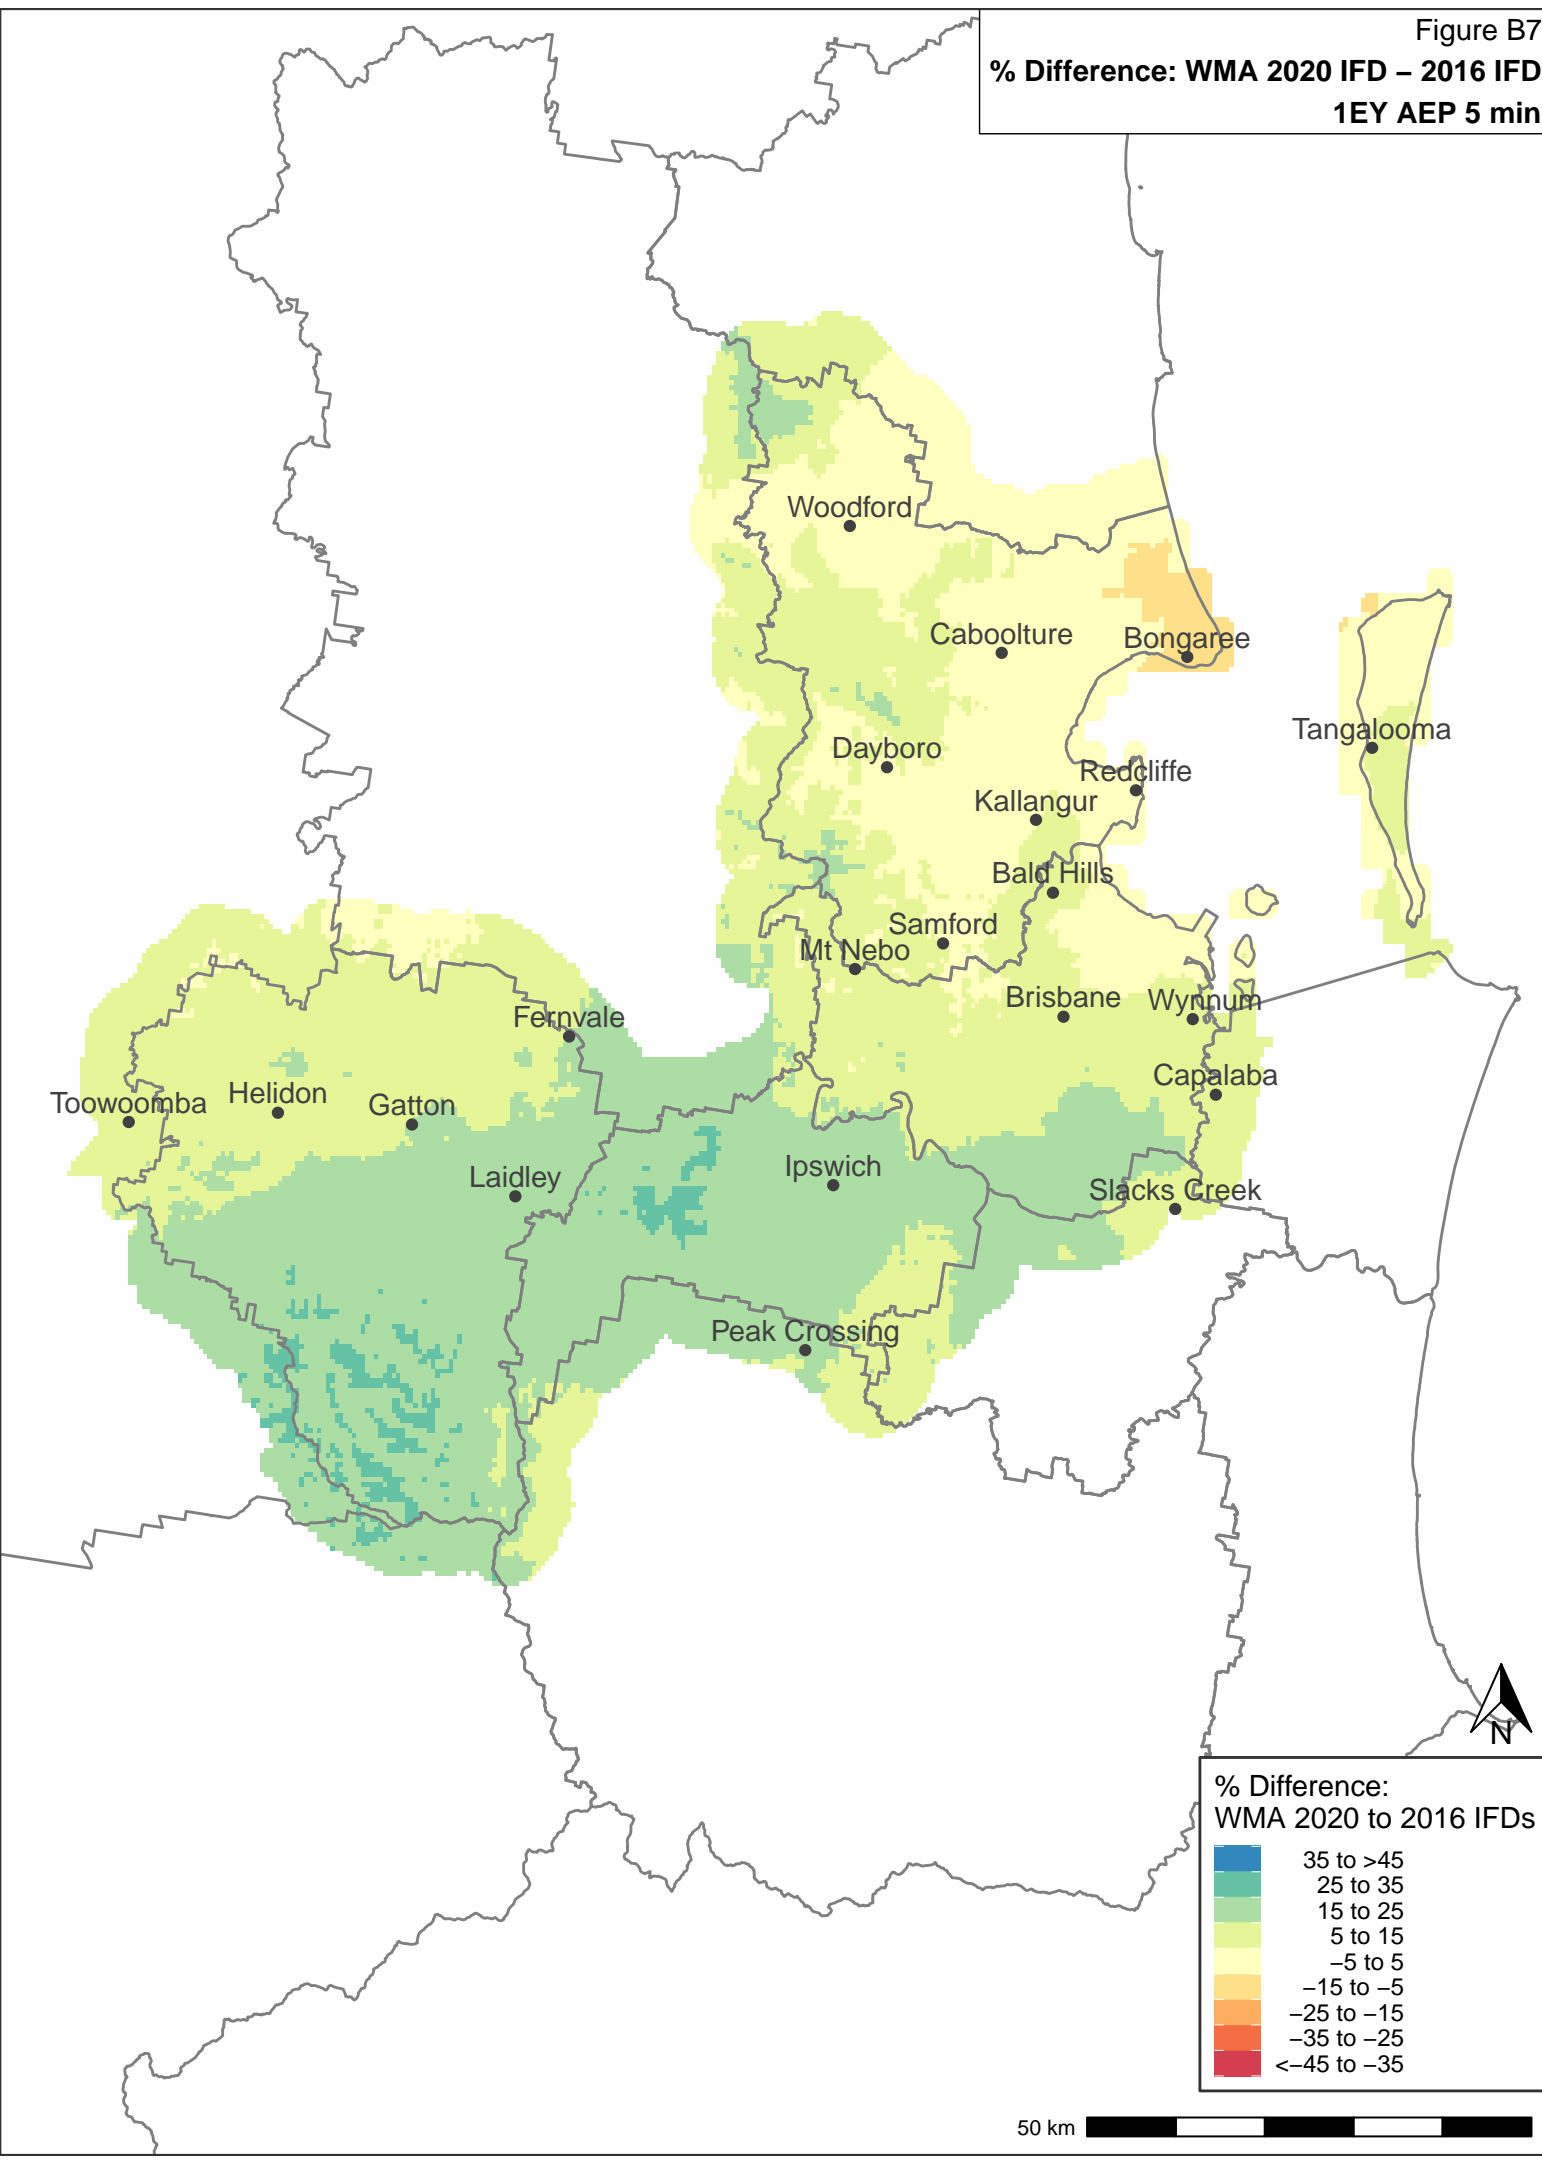 Figure B7
% Difference: WMA 2020 IFD – 2016 IFD
1EY AEP 5 min
Woodford
Caboolture
Bongaree
Tangalooma
Dayboro
Redcliffe
Kallangur
Bald Hills
Samford
Mt Nebo
Brisbane
Wynnum
Fernvale
Capalaba
Toowoomba
Helidon
Gatton
Laidley
Ipswich
Slacks Creek
Peak Crossing
N
% Difference:
WMA 2020 to 2016 IFDs
35 to >45
25 to 35
15 to 25
5 to 15
−5 to 5
−15 to −5
−25 to −15
−35 to −25
<−45 to −35
50 km